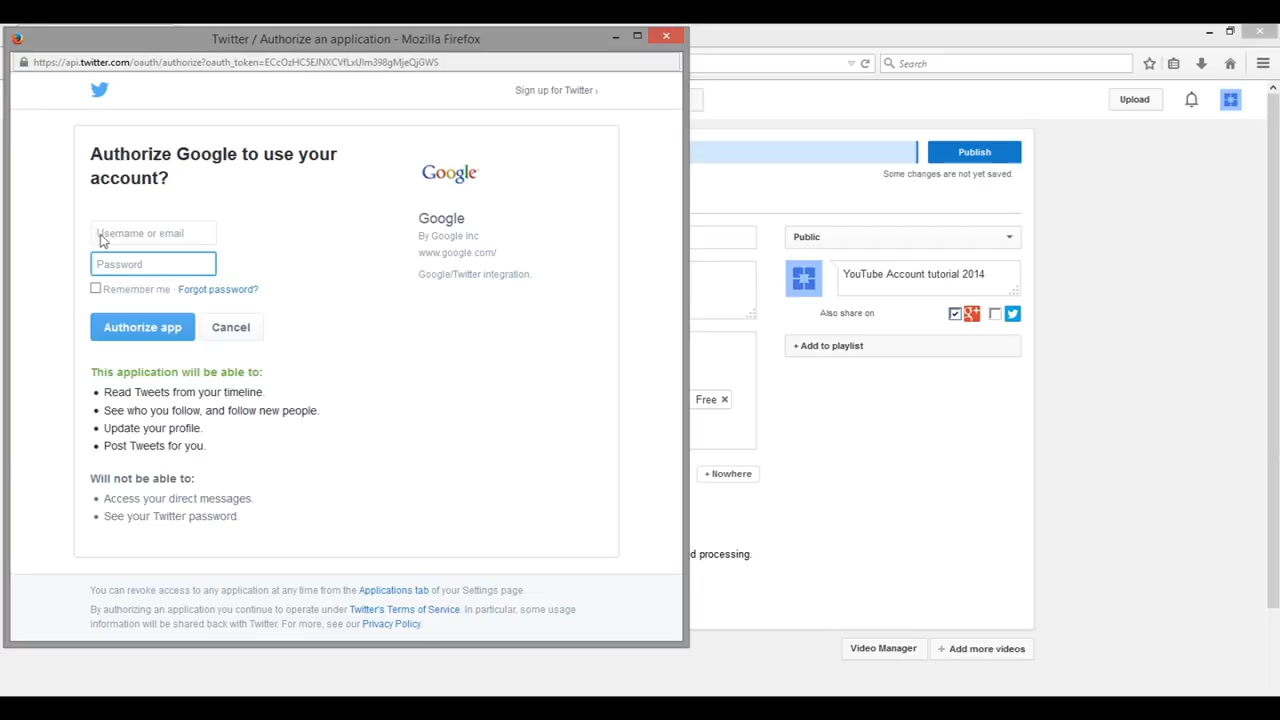 Twitter / Authorize an application - Mozilla Firefox
https://api.twitter.com/oauth/authorize?oauth_token=ECcOzHC5EJNXCVfLxUIm398gMjeQjGWS
Search
Sign up for Twitter ›
Upload
Authorize Google to use your
account?
Google
Publish
Some changes are not yet saved.
Username or email
Password
Remember me · Forgot password?
Authorize app
Cancel
Google
By Google Inc
www.google.com/
Google/Twitter integration.
Public
YouTube Account tutorial 2014
Also share on
+ Add to playlist
This application will be able to:
• Read Tweets from your timeline.
• See who you follow, and follow new people.
• Update your profile.
• Post Tweets for you.
Free ×
+ Nowhere
Will not be able to:
• Access your direct messages.
• See your Twitter password.
d processing.
You can revoke access to any application at any time from the Applications tab of your Settings page.
By authorizing an application you continue to operate under Twitter's Terms of Service. In particular, some usage
information will be shared back with Twitter. For more, see our Privacy Policy.
Video Manager
+ Add more videos